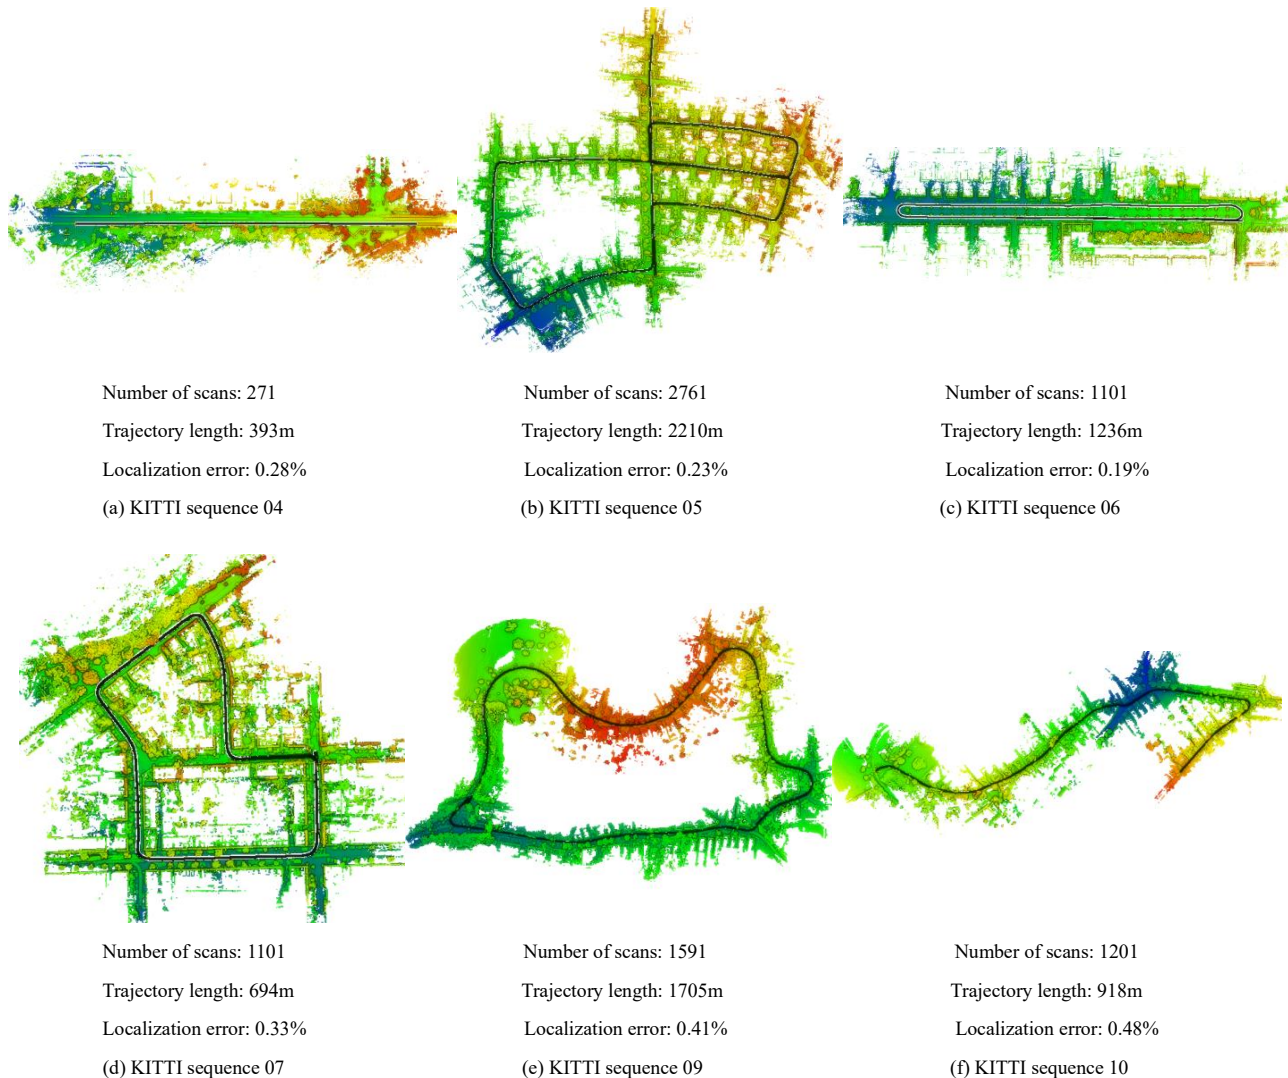 Number of scans: 271
Trajectory length: 393m
Localization error: 0.28%
(a) KITTI sequence 04
Number of scans: 2761
Trajectory length: 2210m
Localization error: 0.23%
(b) KITTI sequence 05
Number of scans: 1101
Trajectory length: 1236m
Localization error: 0.19%
(c) KITTI sequence 06
Number of scans: 1101
Trajectory length: 694m
Localization error: 0.33%
(d) KITTI sequence 07
Number of scans: 1591
Trajectory length: 1705m
Localization error: 0.41%
(e) KITTI sequence 09
Number of scans: 1201
Trajectory length: 918m
Localization error: 0.48%
(f) KITTI sequence 10